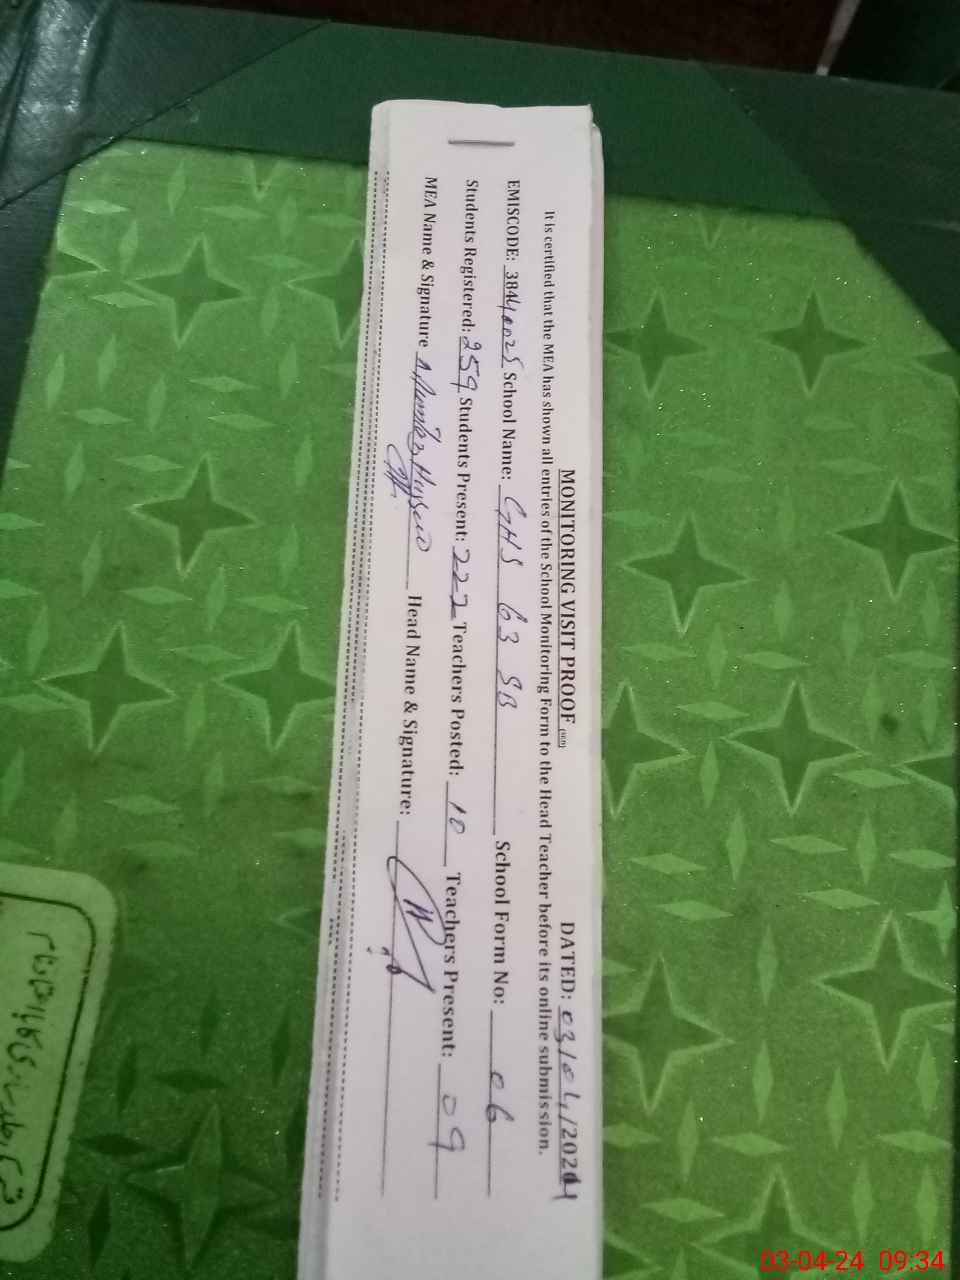 MONITORING VISIT PROOF DATED: 03/04/2024
It is certified that the MEA has shown all entries of the School Monitoring Form to the Head Teacher before its online submission.
EMISCODE: 38440025 School Name: GHS 63 SB School Form No: 06
Students Registered: 259 Students Present: 222 Teachers Posted: 10 Teachers Present: 09
MEA Name & Signature Hussain Head Name & Signature:
03-04-24 09:34